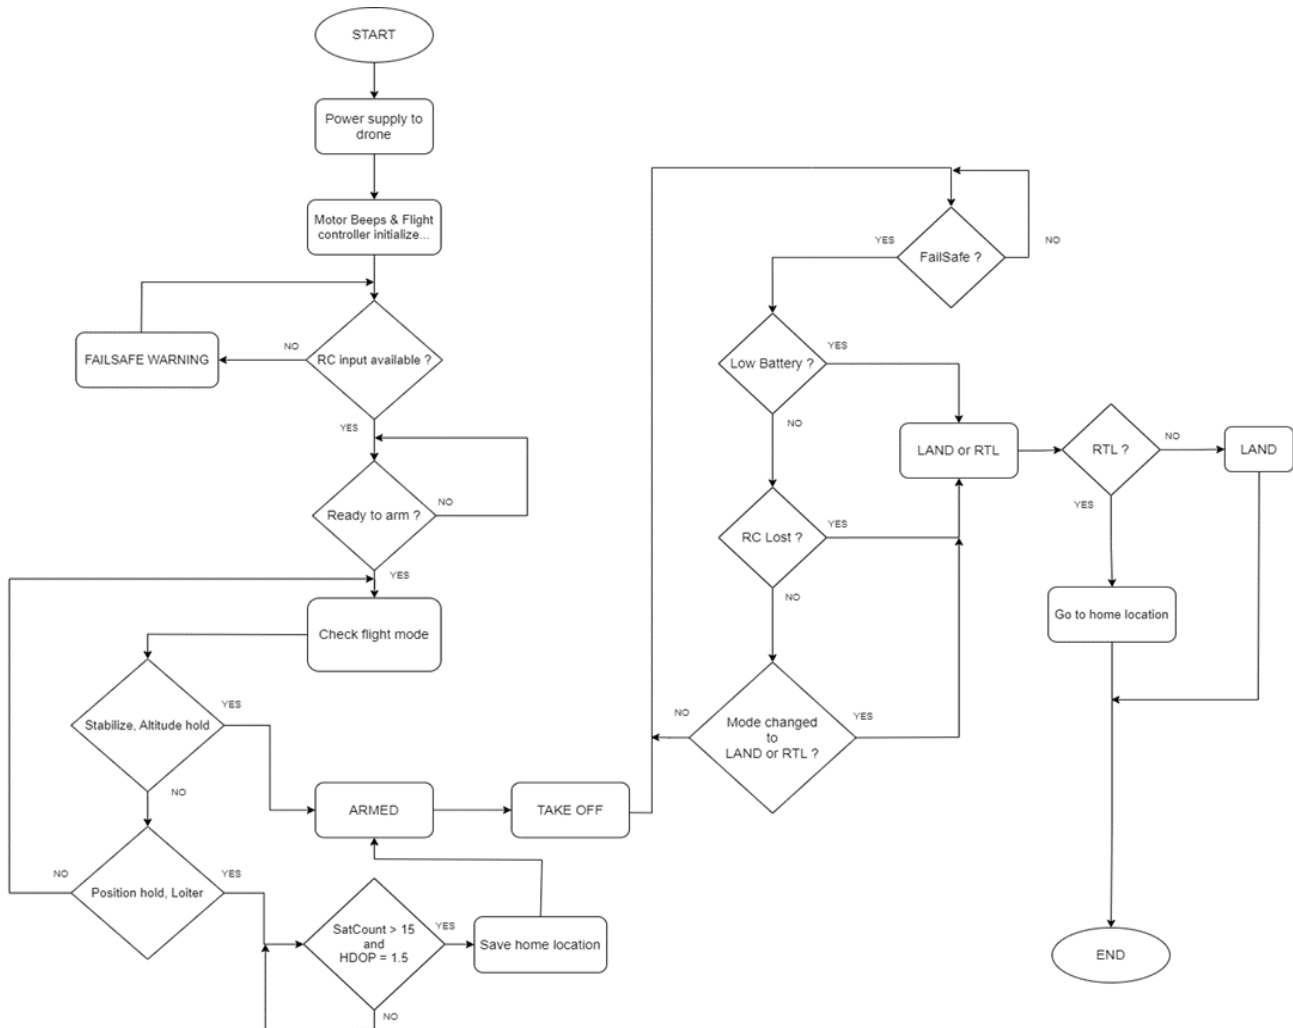 START
Power supply to
drone
Motor Beeps & Flight
controller initialize...
RC input available ?
NO
FAILSAFE WARNING
YES
Ready to arm ?
NO
YES
Check flight mode
Stabilize, Altitude hold
YES
NO
Position hold, Loiter
NO
YES
SatCount > 15
and
HDOP = 1.5
YES
NO
Save home location
ARMED
TAKE OFF
FailSafe ?
YES
NO
Low Battery ?
YES
NO
RC Lost ?
YES
NO
Mode changed
to
LAND or RTL ?
NO
YES
LAND or RTL
RTL ?
NO
YES
LAND
Go to home location
END